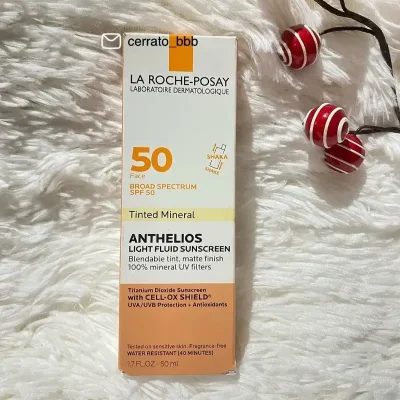 cerrato_bbb
LA ROCHE-POSAY
LABORATOIRE DERMATOLOGIQUE
50
Face
SHAKA
SHAKE
BROAD SPECTRUM
SPF 50
Tinted Mineral
ANTHELIOS
LIGHT FLUID SUNSCREEN
Blendable tint, matte finish
100% mineral UV filters
Titanium Dioxide Sunscreen
with CELL-OX SHIELD®
UVA/UVB Protection + Antioxidants
Tested on sensitive skin. Fragrance-free
WATER RESISTANT (40 MINUTES)
1.7 FL.OZ - 50 ml